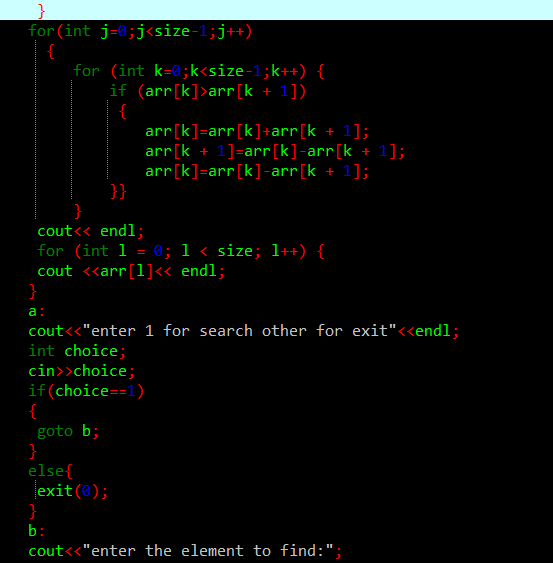 }
for(int j=0;j<size-1;j++)
{
for (int k=0;k<size-1;k++) {
if (arr[k]>arr[k + 1])
{
arr[k]=arr[k]+arr[k + 1];
arr[k + 1]=arr[k]-arr[k + 1];
arr[k]=arr[k]-arr[k + 1];
}}
}
cout<< endl;
for (int l = 0; l < size; l++) {
cout <<arr[l]<< endl;
}
a:
cout<<"enter 1 for search other for exit"<<endl;
int choice;
cin>>choice;
if(choice==1)
{
goto b;
}
else{
exit(0);
}
b:
cout<<"enter the element to find:";